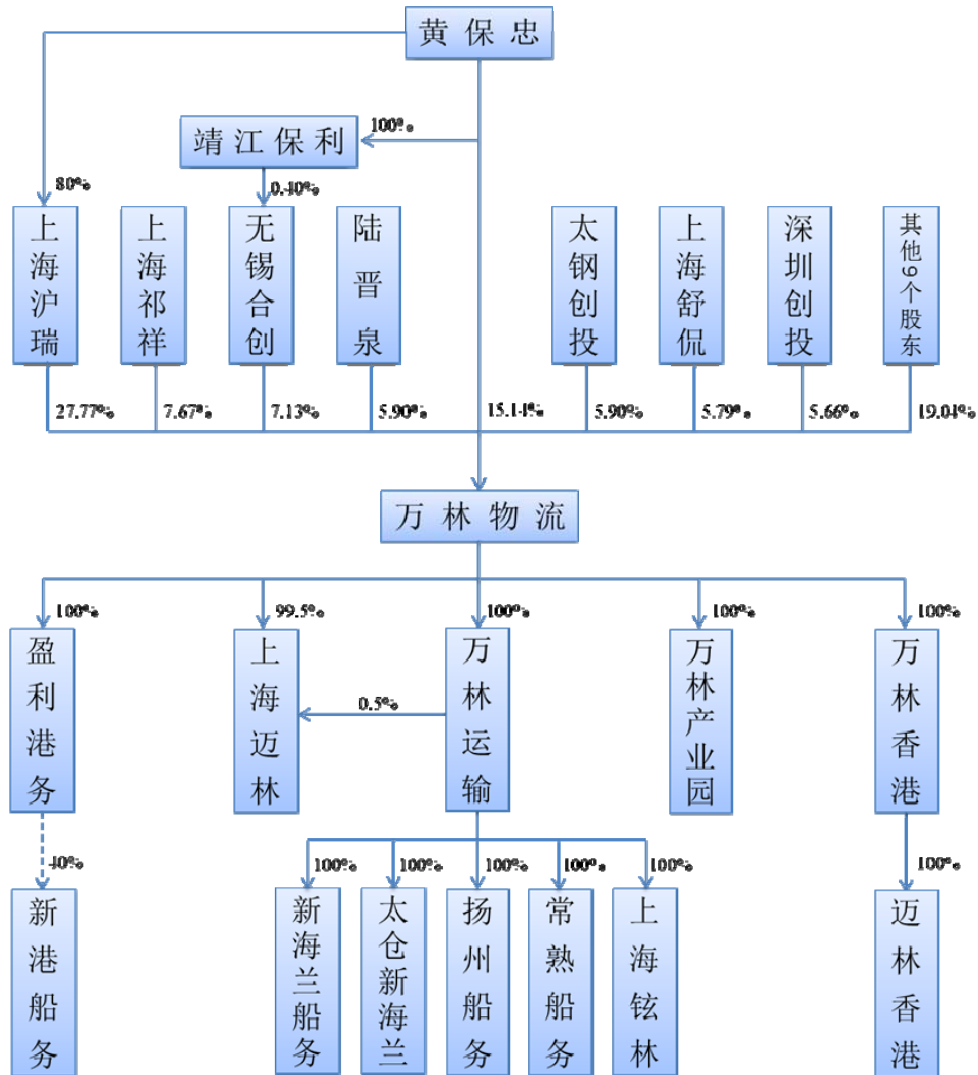 黄保忠
靖江保利
100%
80%
0.40%
上海沪瑞
上海祁祥
无锡合创
陆晋泉
太钢创投
上海舒侃
深圳创投
其他9个股东
27.77%
7.67%
7.13%
5.90%
15.14%
5.90%
5.79%
5.66%
19.04%
万林物流
100%
99.5%
100%
100%
100%
盈利港务
上海迈林
万林运输
万林产业园
万林香港
0.5%
40%
100%
100%
100%
100%
100%
100%
新港船务
新海兰船务
太仓新海兰
扬州船务
常熟船务
上海铉林
迈林香港